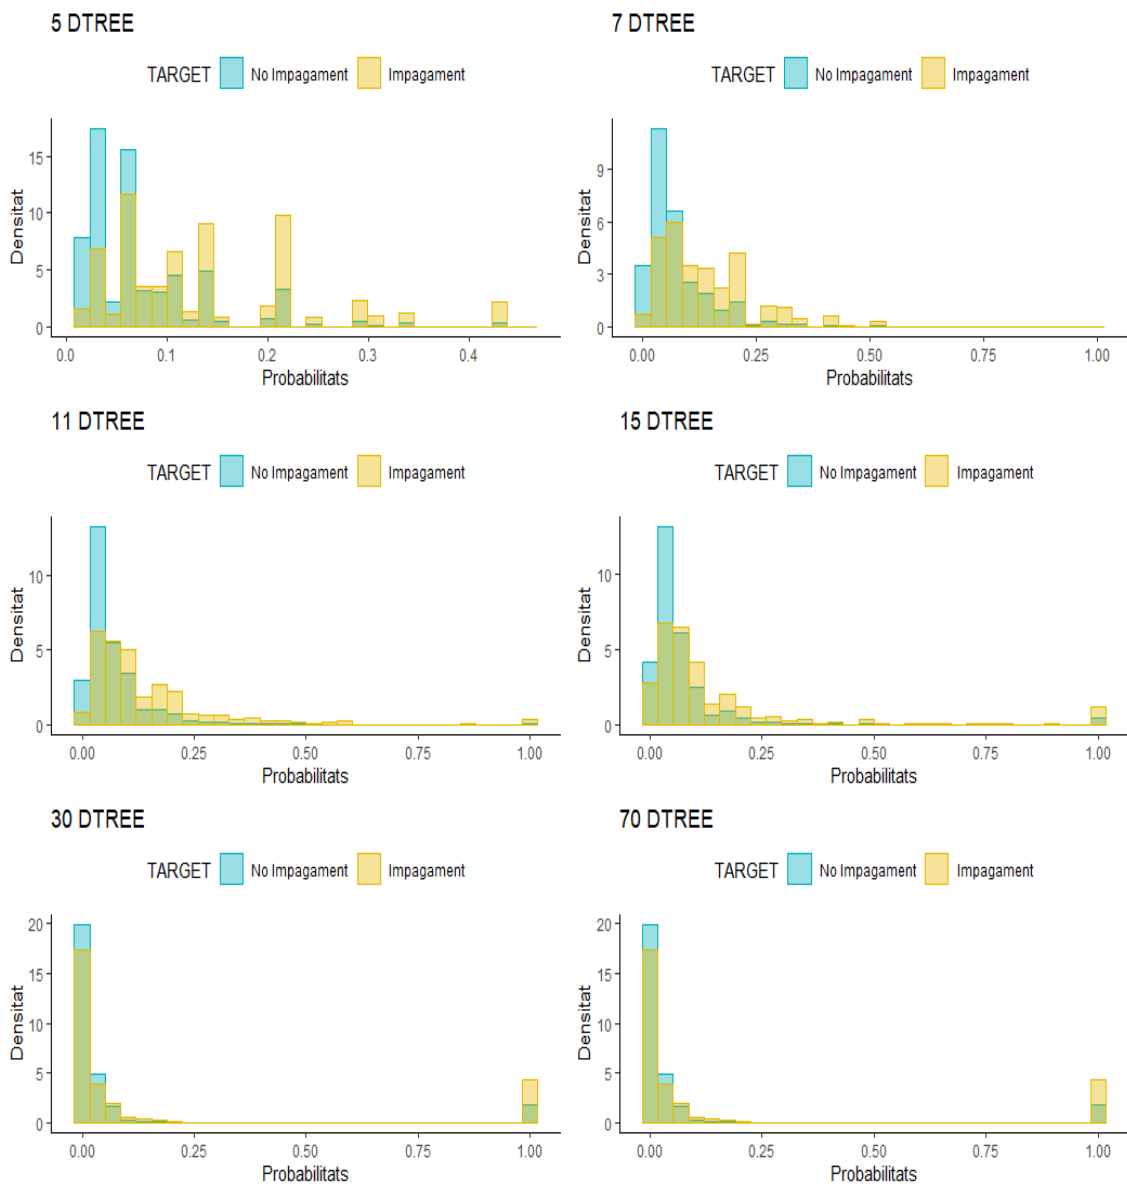 5 DTREE
TARGET No Impagament Impagament
15
10
5
0
Densitat
0.0 0.1 0.2 0.3 0.4
Probabilitats
7 DTREE
TARGET No Impagament Impagament
9
6
3
0
Densitat
0.00 0.25 0.50 0.75 1.00
Probabilitats
11 DTREE
TARGET No Impagament Impagament
10
5
0
Densitat
0.00 0.25 0.50 0.75 1.00
Probabilitats
15 DTREE
TARGET No Impagament Impagament
10
5
0
Densitat
0.00 0.25 0.50 0.75 1.00
Probabilitats
30 DTREE
TARGET No Impagament Impagament
20
15
10
5
0
Densitat
0.00 0.25 0.50 0.75 1.00
Probabilitats
70 DTREE
TARGET No Impagament Impagament
20
15
10
5
0
Densitat
0.00 0.25 0.50 0.75 1.00
Probabilitats